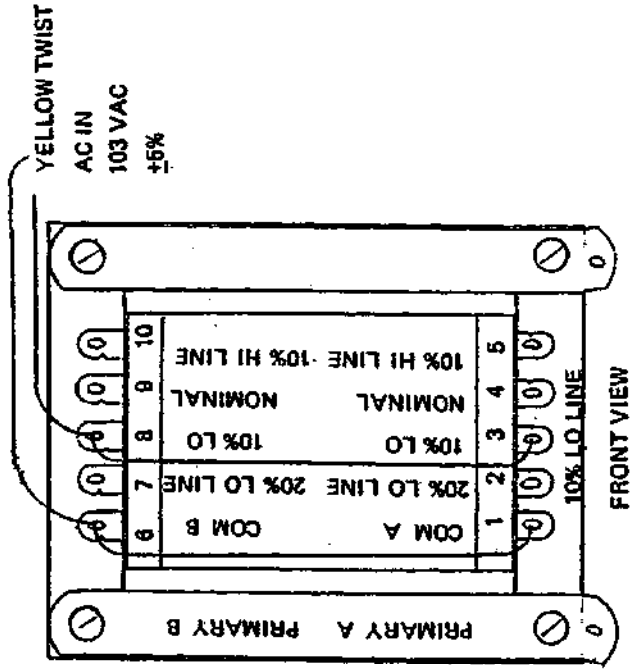 YELLOW TWIST
AC IN
103 VAC
±5%
10
9
8
7
6
10% HI LINE
NOMINAL
10% LO
20% LO LINE
COM B
10% HI LINE
NOMINAL
10% LO
20% LO LINE
COM A
5
4
3
2
1
PRIMARY B
PRIMARY A
10% LO LINE
FRONT VIEW